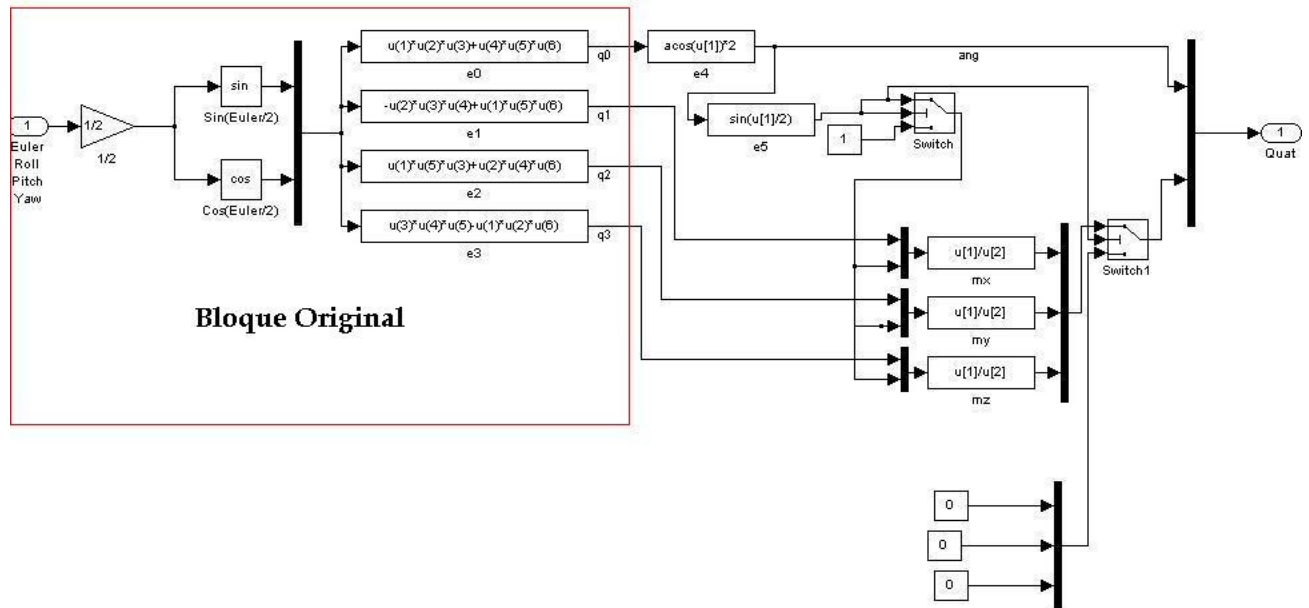 1
Euler
Roll
Pitch
Yaw
1/2
1/2
sin
Sin(Euler/2)
cos
Cos(Euler/2)
u(1)*u(2)*u(3)+u(4)*u(5)*u(6)
q0
e0
-u(2)*u(3)*u(4)+u(1)*u(5)*u(6)
q1
e1
u(1)*u(5)*u(3)+u(2)*u(4)*u(6)
q2
e2
u(3)*u(4)*u(5)-u(1)*u(2)*u(6)
q3
e3
Bloque Original
acos(u[1])*2
e4
ang
sin(u[1]/2)
e5
1
Switch
u[1]/u[2]
mx
u[1]/u[2]
my
u[1]/u[2]
mz
Switch1
1
Quat
0
0
0